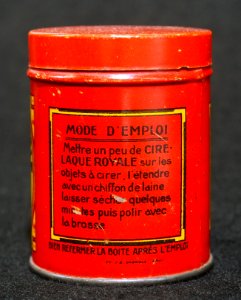 MODE D'EMPLOI
Mettre un peu de CIRE-
LAQUE ROYALE sur les
objets à cirer, l'étendre
avec un chiffon de laine
laisser sécher quelques
minutes puis polir avec
la brosse.
BIEN REFERMER LA BOITE APRÈS L'EMPLOI